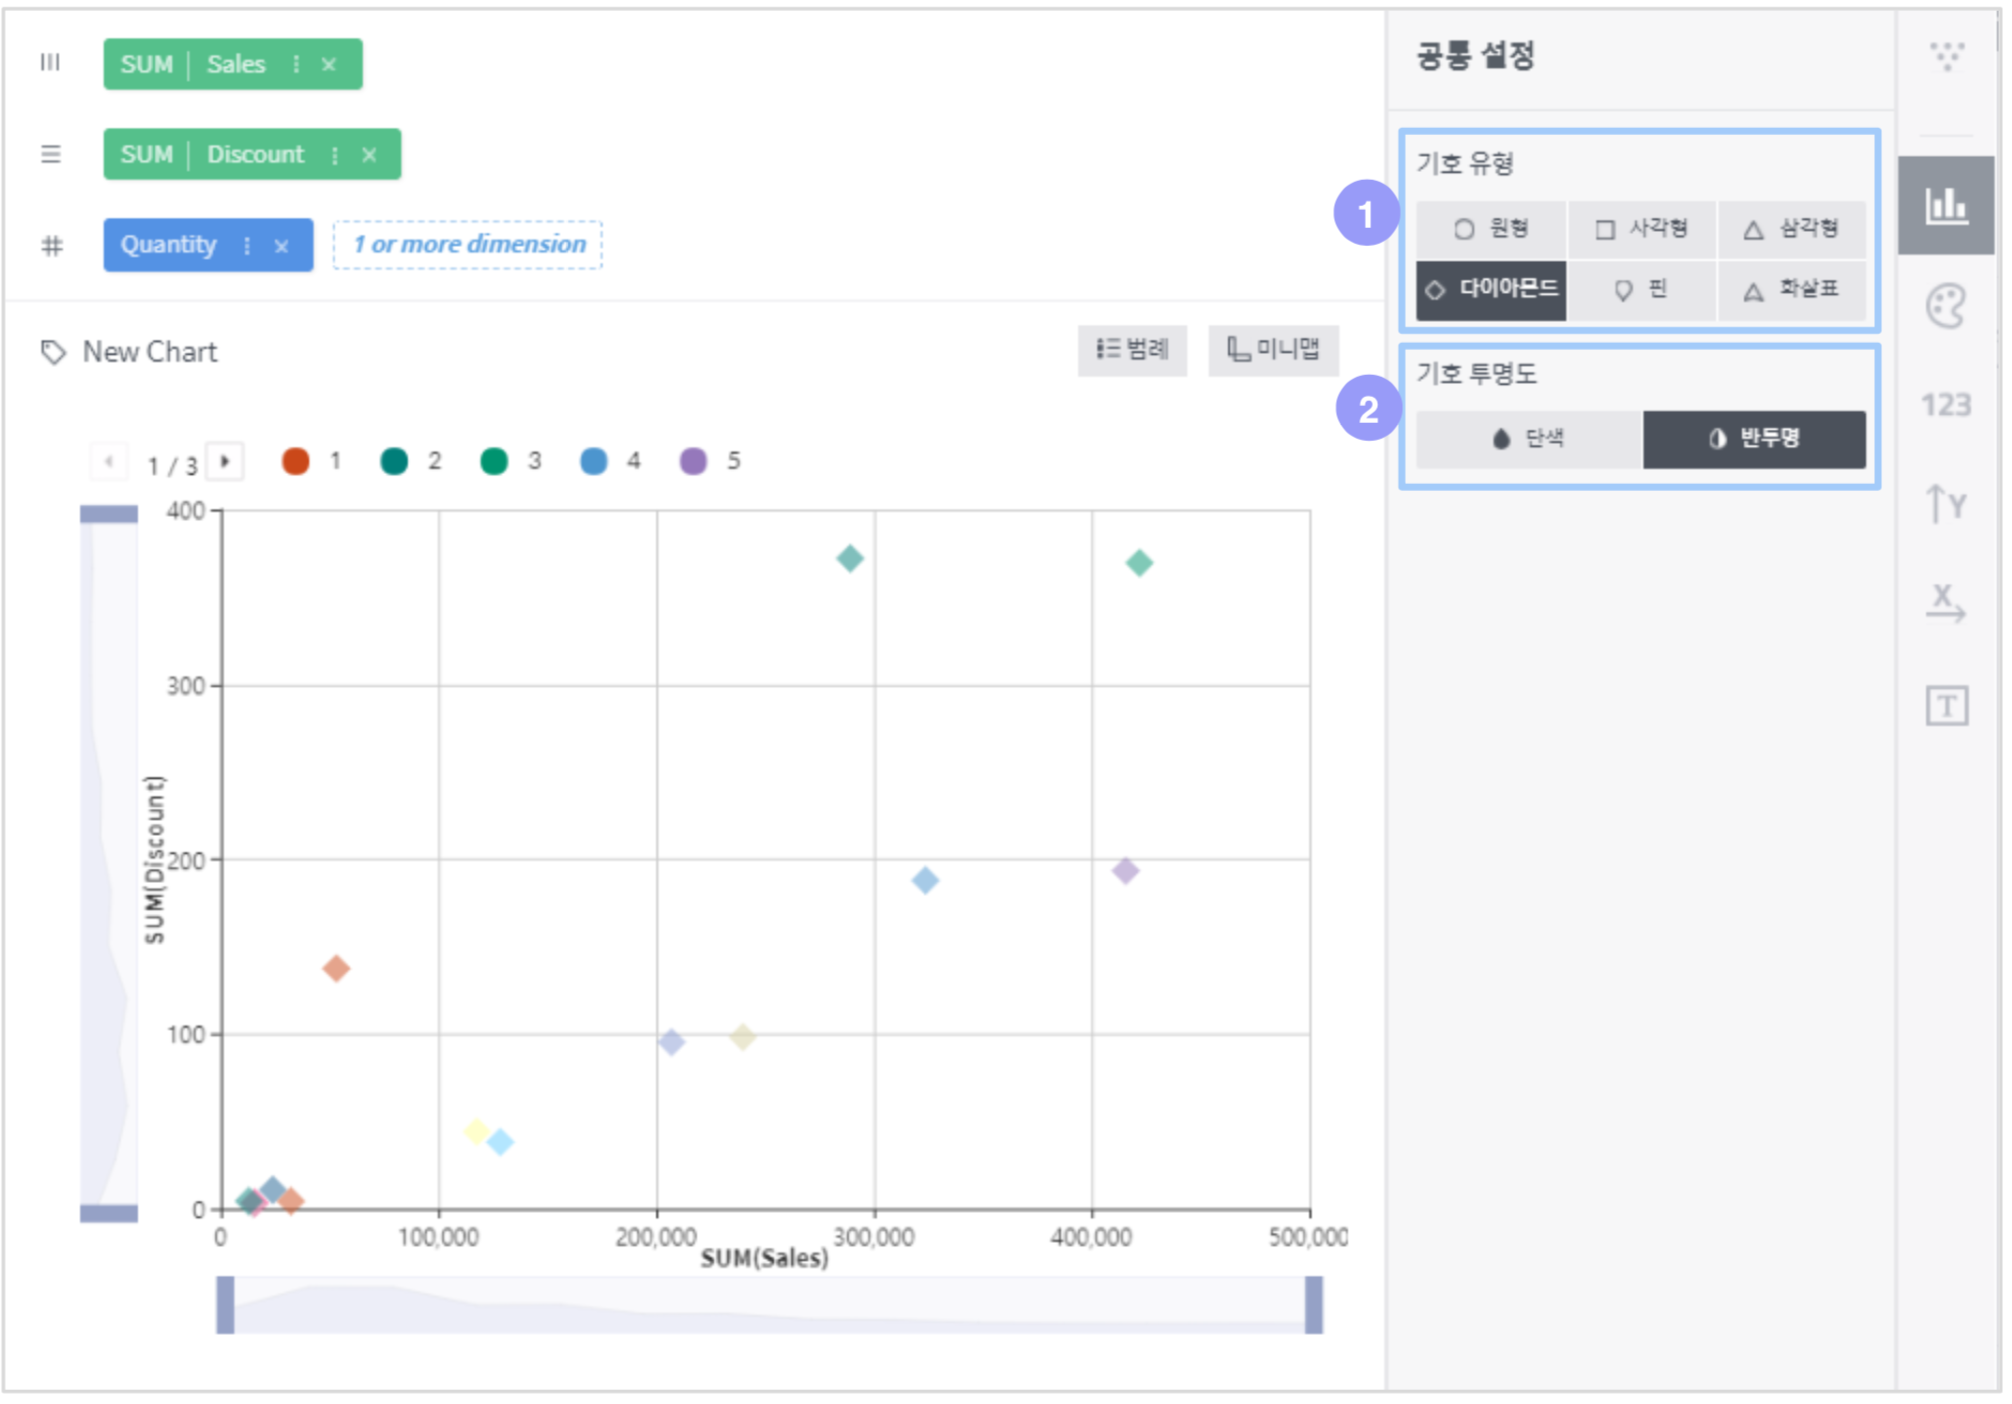 SUM | Sales
SUM | Discount
Quantity
1 or more dimension
New Chart
범례
미니맵
1 / 3
1
2
3
4
5
400
300
200
100
0
SUM(Discount)
0
100,000
200,000
300,000
400,000
500,000
SUM(Sales)
공통 설정
1
기호 유형
원형
사각형
삼각형
다이아몬드
핀
화살표
2
기호 투명도
단색
반투명
123
Y
X
T